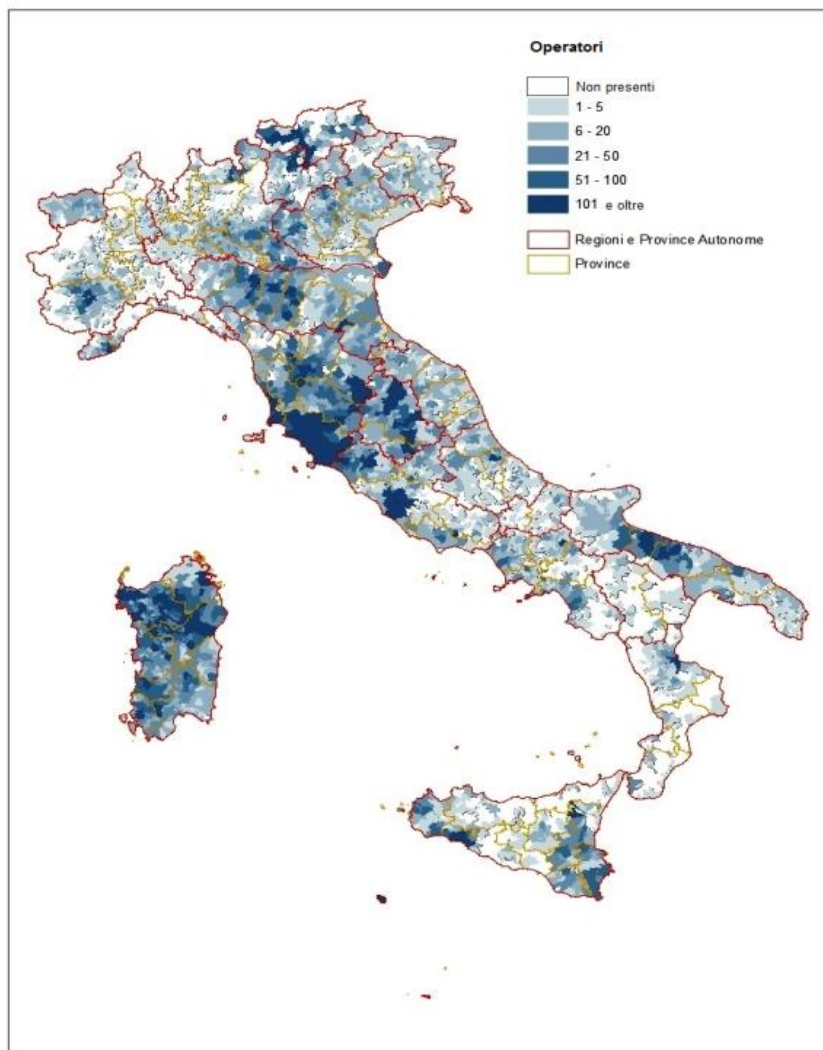 Operatori
Non presenti
1 - 5
6 - 20
21 - 50
51 - 100
101 e oltre
Regioni e Province Autonome
Province